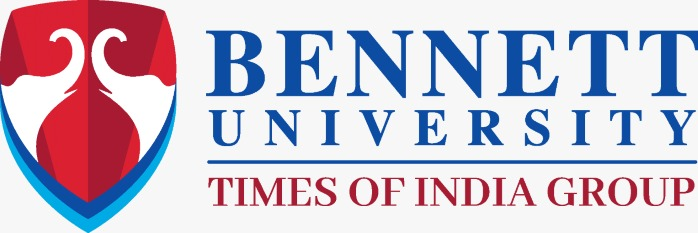 BENNETT
UNIVERSITY
TIMES OF INDIA GROUP